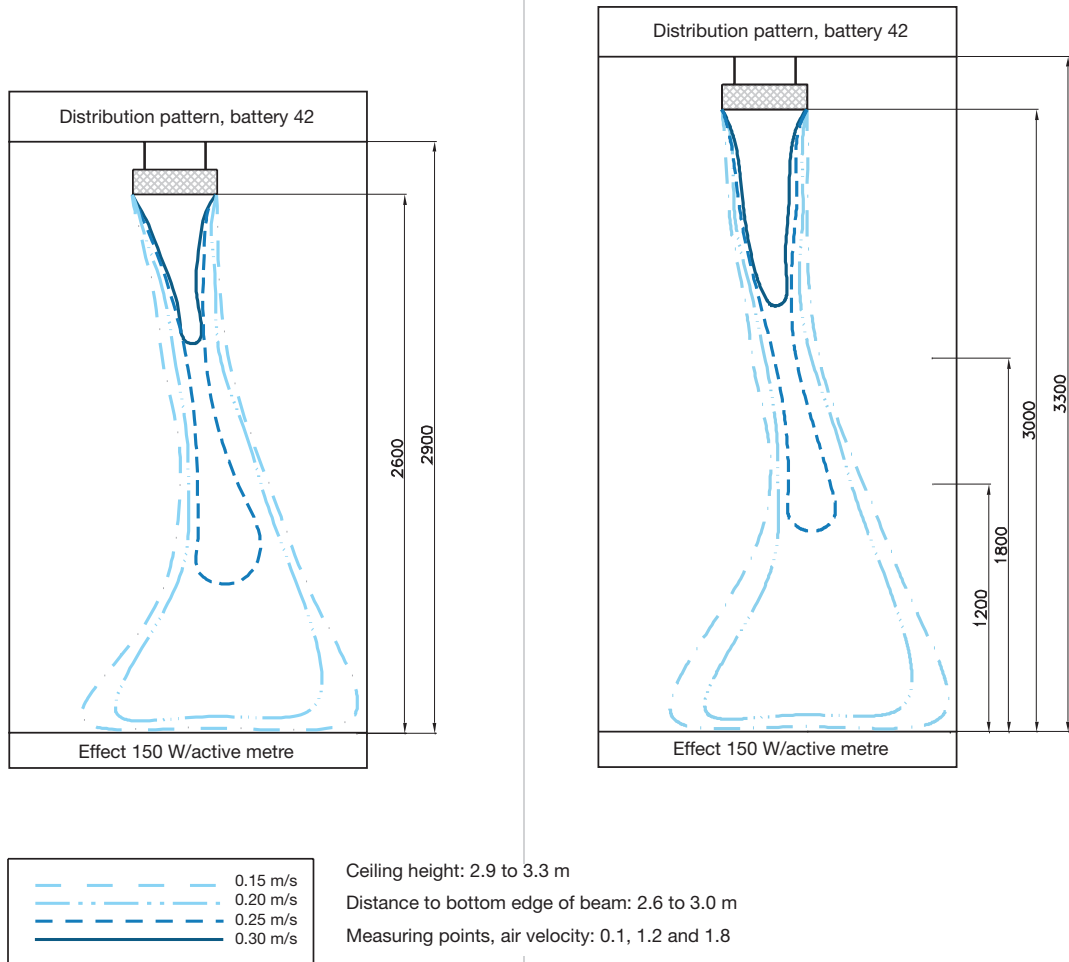 Distribution pattern, battery 42
2600
2900
Effect 150 W/active metre
Distribution pattern, battery 42
1200
1800
3000
3300
Effect 150 W/active metre
0.15 m/s
0.20 m/s
0.25 m/s
0.30 m/s
Ceiling height: 2.9 to 3.3 m
Distance to bottom edge of beam: 2.6 to 3.0 m
Measuring points, air velocity: 0.1, 1.2 and 1.8